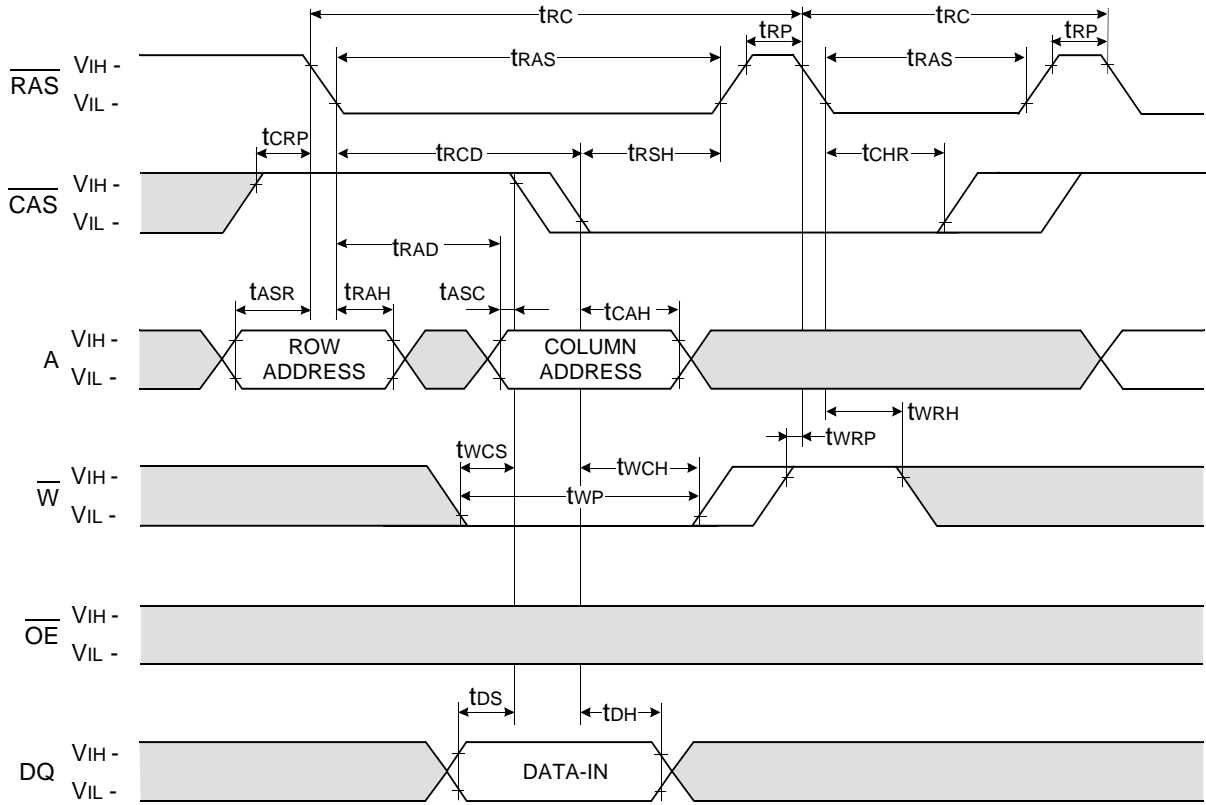 tRC tRC
tRP tRP
RAS VIH - tRAS tRAS
VIL -
tCRP tRCD tRSH tCHR
CAS VIH -
VIL -
tRAD
tASR tRAH tASC tCAH
A VIH - ROW COLUMN
VIL - ADDRESS ADDRESS
tWRH
tWCS tWCH tWRP
W VIH - tWP
VIL -
OE VIH -
VIL -
tDS tDH
DQ VIH - DATA-IN
VIL -